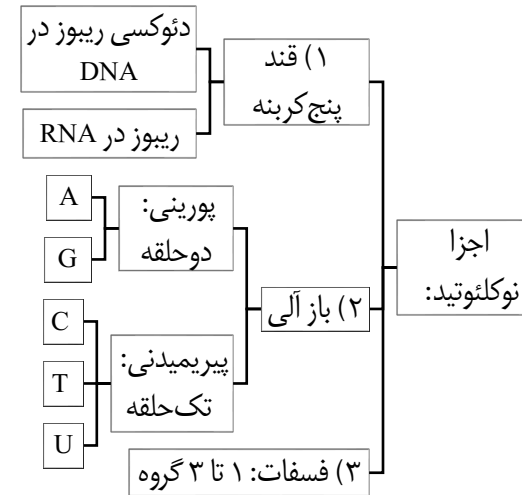 اجزا
نوکلئوتید:
۱) قند
پنج‌کربنه
دئوکسی ریبوز در
DNA
ریبوز در RNA
۲) باز آلی
پورینی:
دوحلقه
A
G
پیریمیدنی:
تک‌حلقه
C
T
U
۳) فسفات: ۱ تا ۳ گروه